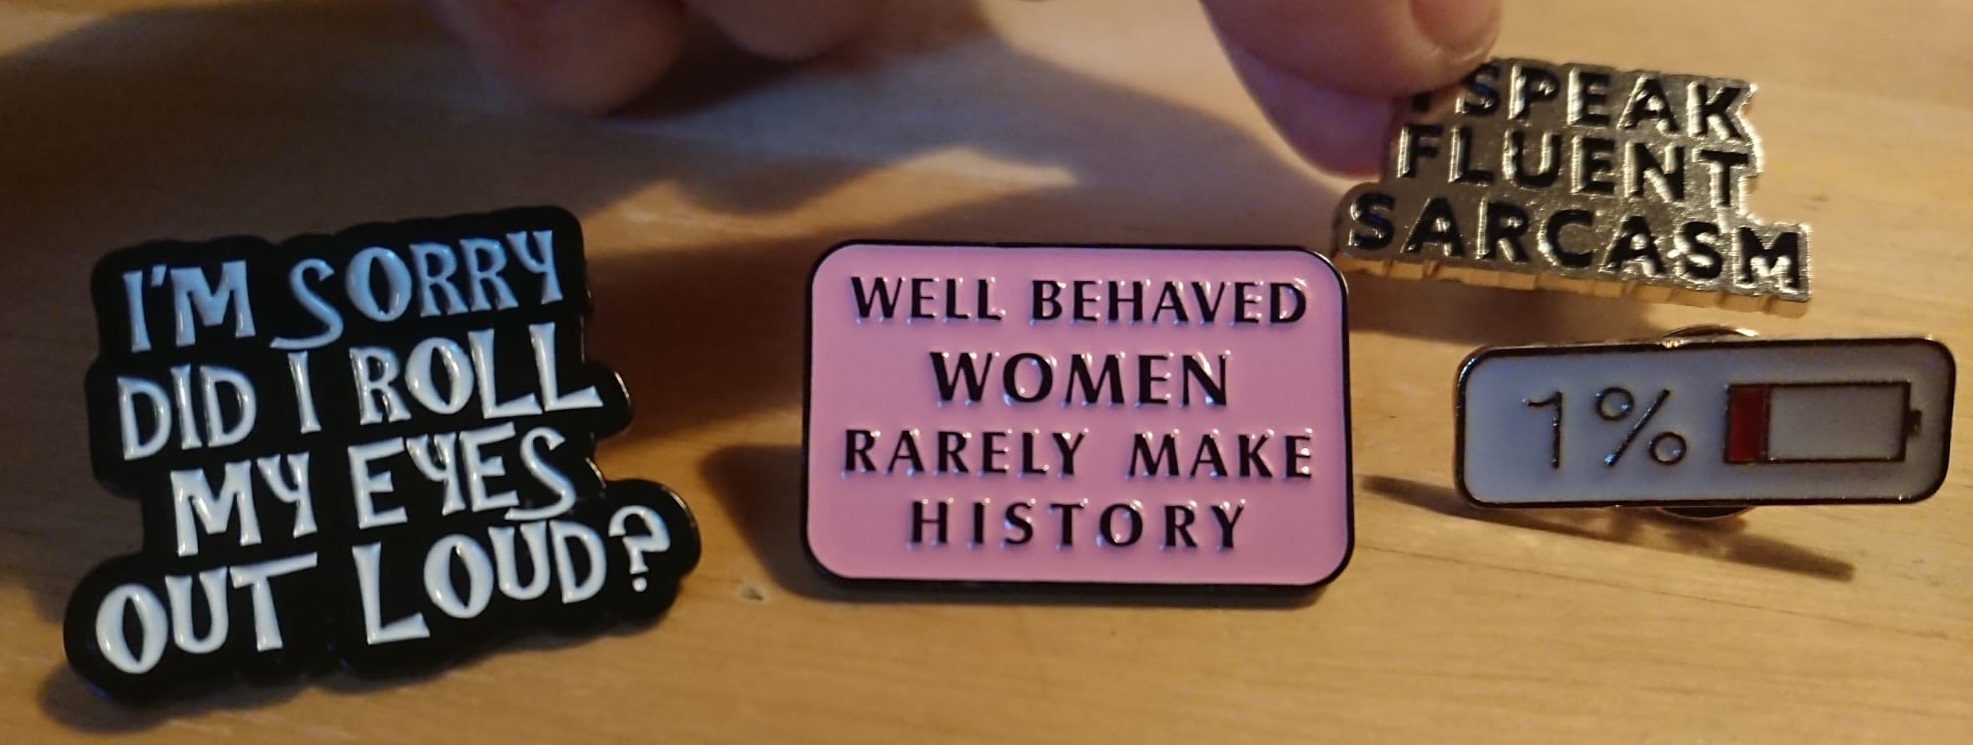 I'M SORRY
DID I ROLL
MY EYES
OUT LOUD?
WELL BEHAVED
WOMEN
RARELY MAKE
HISTORY
I SPEAK
FLUENT
SARCASM
1%